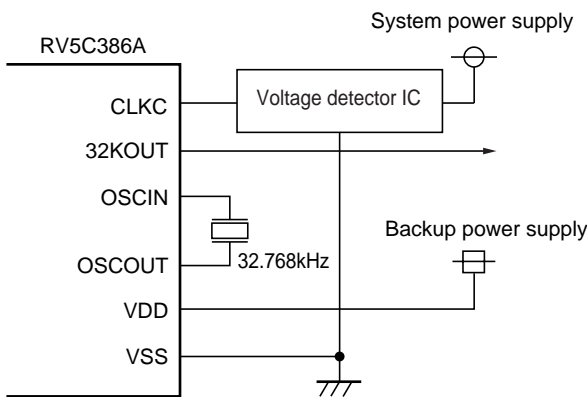 System power supply
RV5C386A
CLKC
Voltage detector IC
32KOUT
OSCIN
Backup power supply
OSCOUT
32.768kHz
VDD
VSS